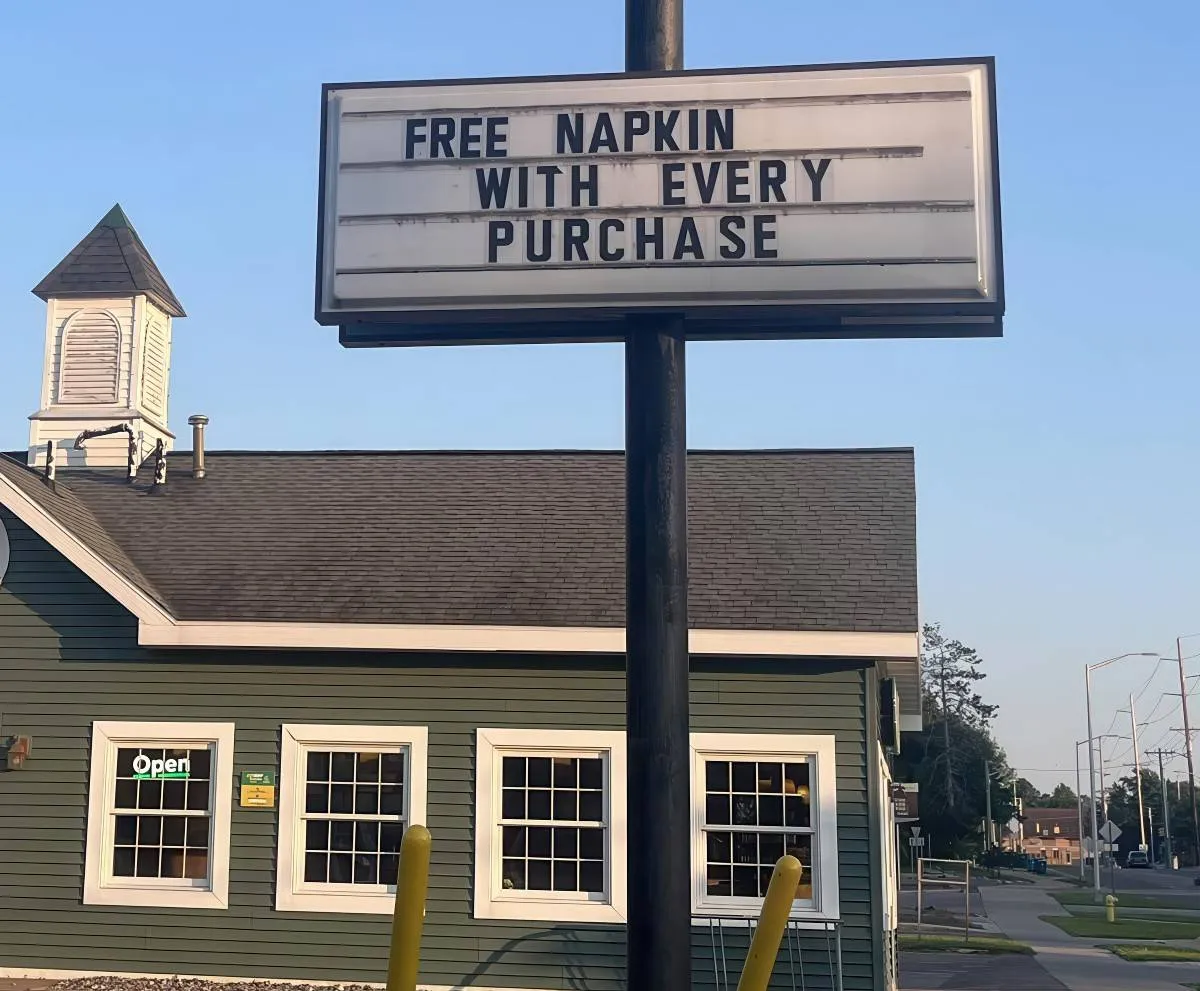 FREE NAPKIN
WITH EVERY
PURCHASE
Open